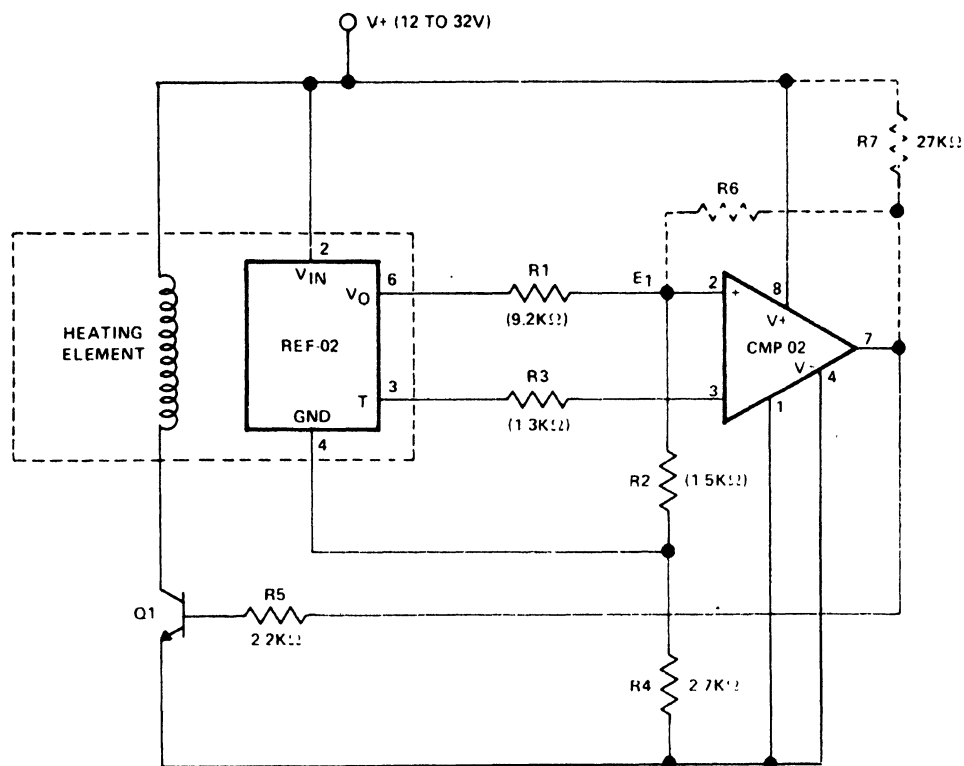 V+ (12 TO 32V)
R7
27KΩ
R6
2
VIN
6
VO
R1
(9.2KΩ)
E1
2
+
8
V+
HEATING
ELEMENT
REF-02
CMP 02
7
V-
4
3
T
R3
(1.3KΩ)
3
1
GND
4
R2
(1.5KΩ)
Q1
R5
2.2KΩ
R4
2.7KΩ